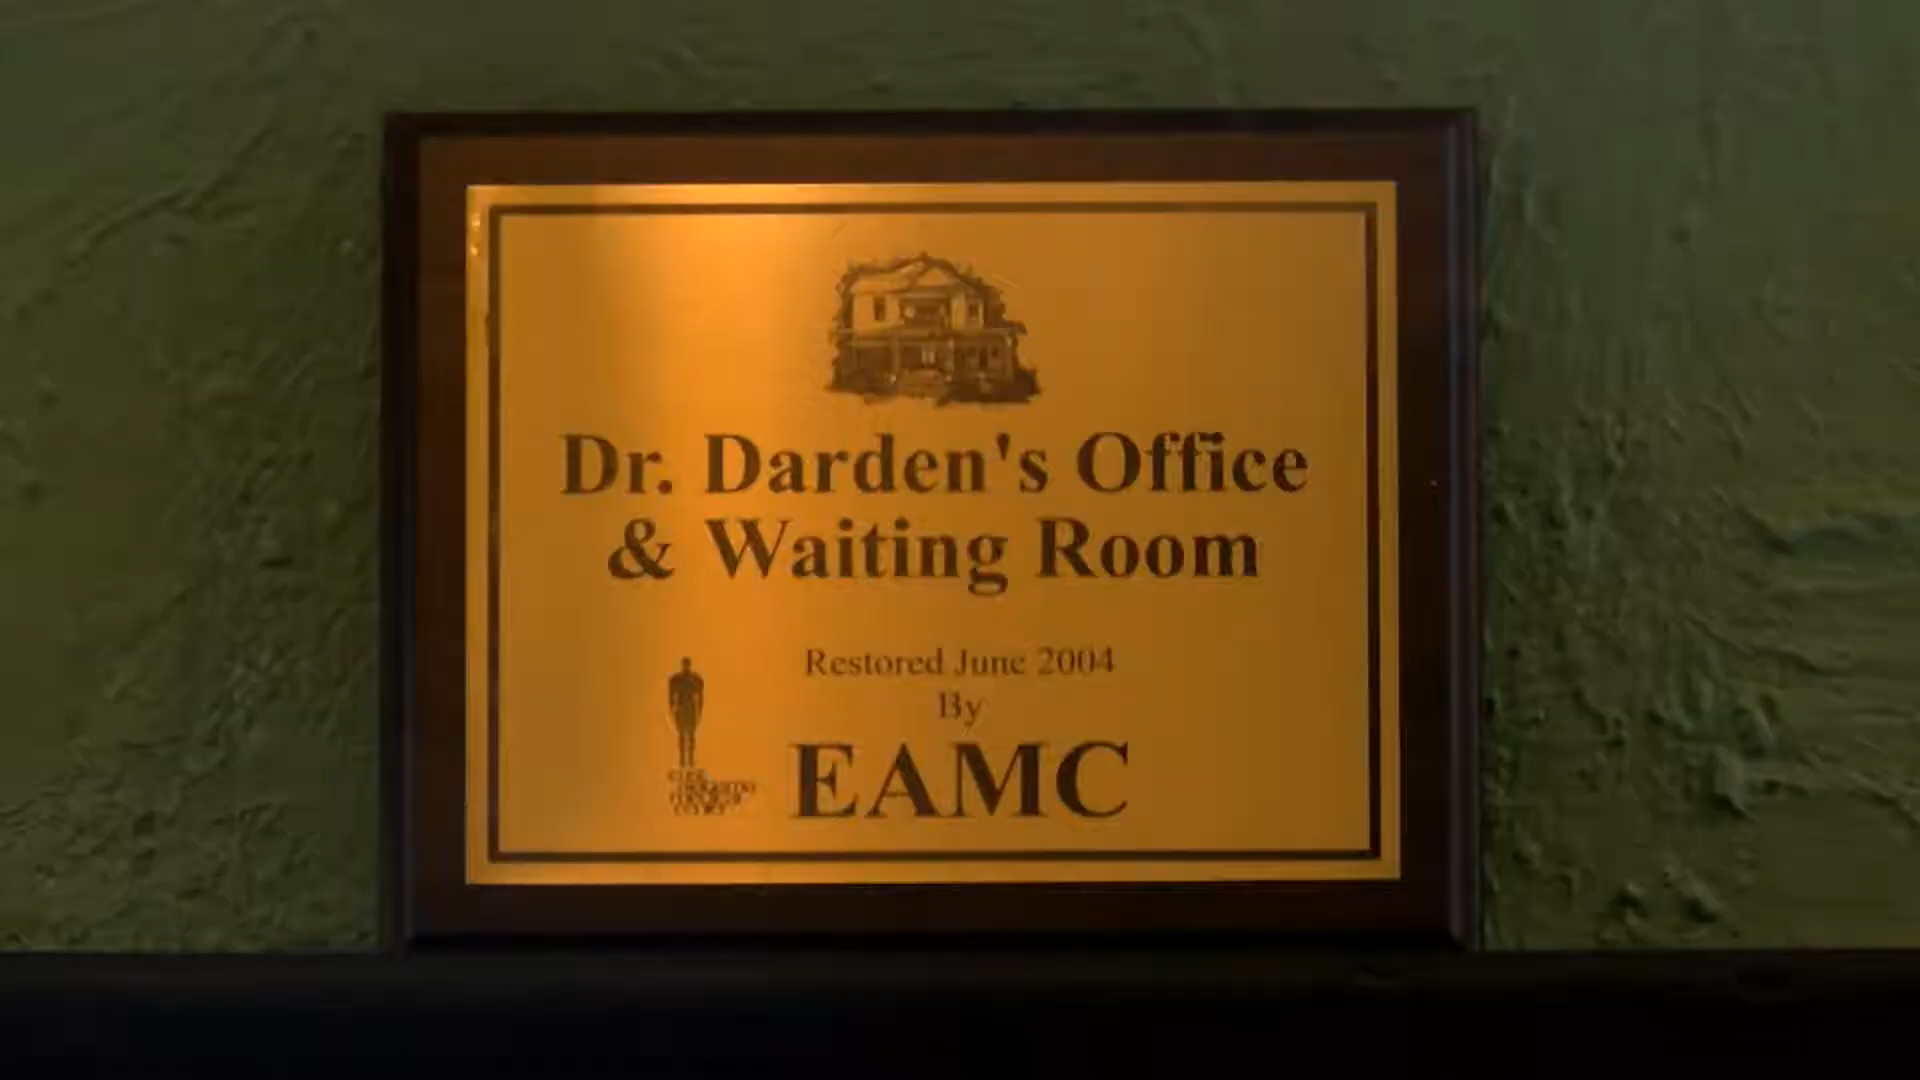 Dr. Darden's Office
& Waiting Room
Restored June 2004
By
EAMC